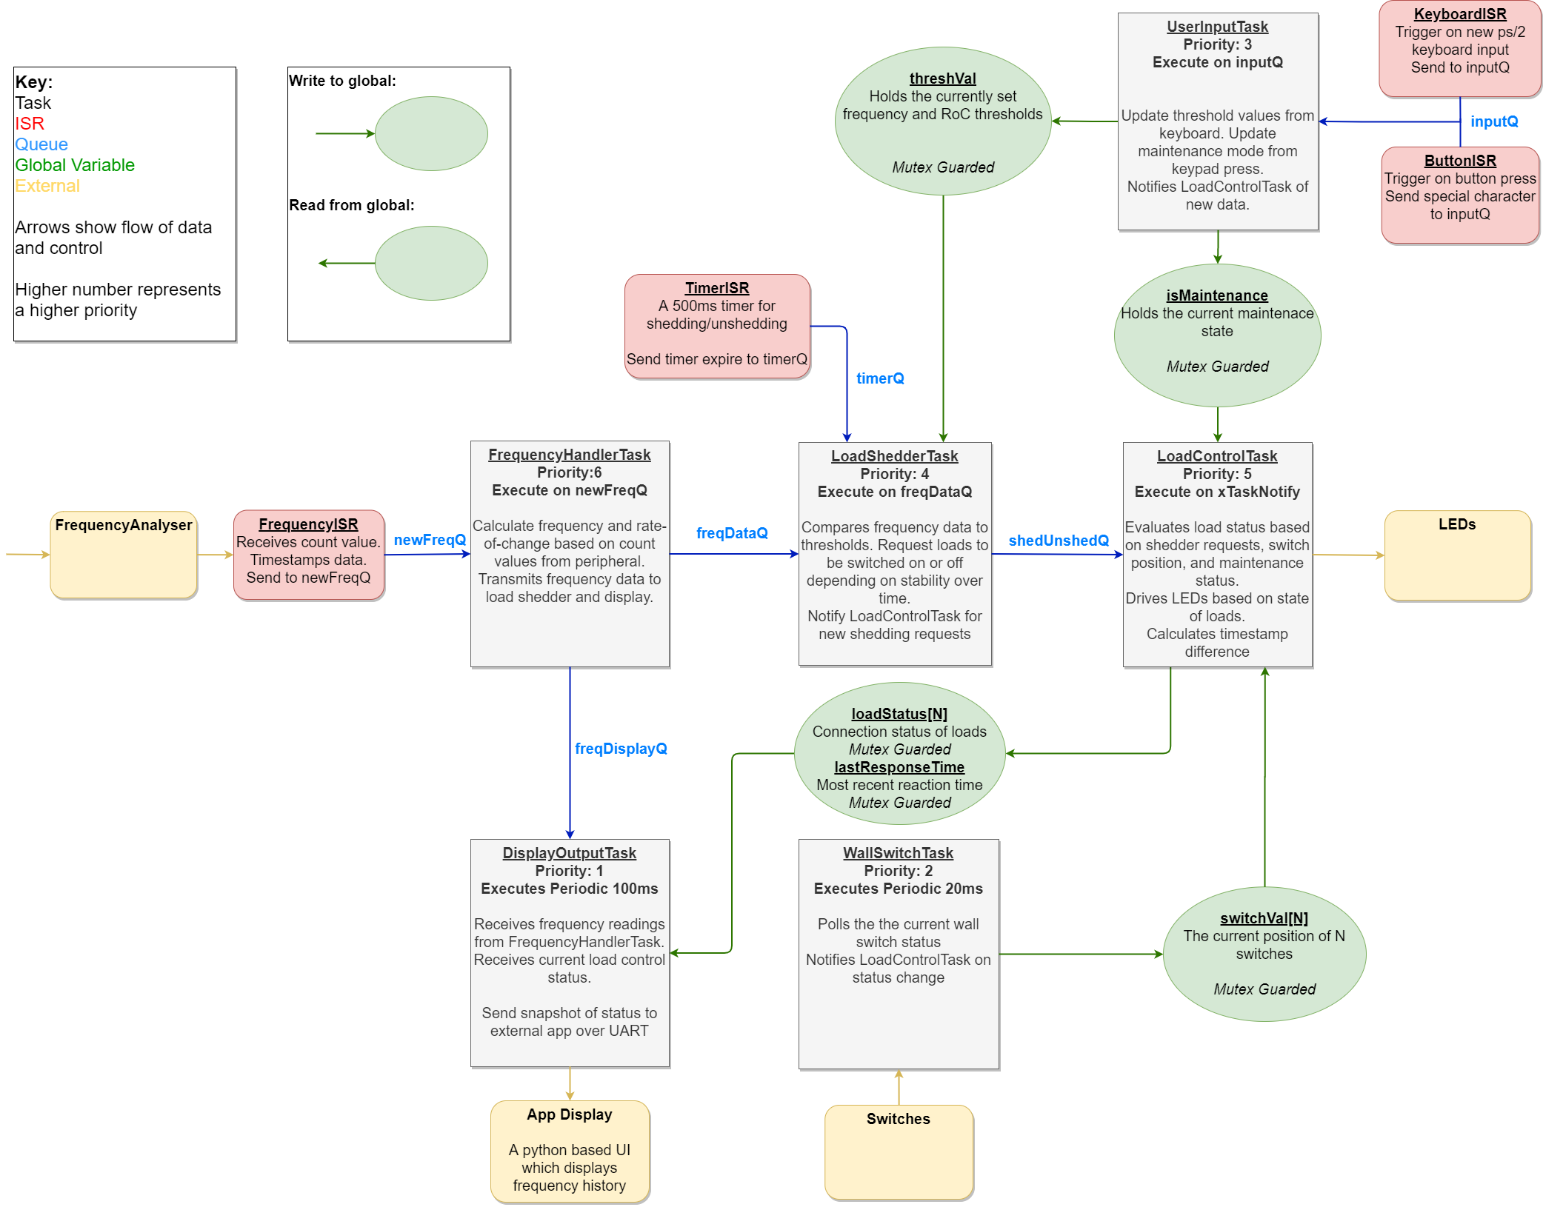 Key:
Task
ISR
Queue
Global Variable
External
Arrows show flow of data
and control
Higher number represents
a higher priority
Write to global:
Read from global:
threshVal
Holds the currently set
frequency and RoC thresholds
Mutex Guarded
UserInputTask
Priority: 3
Execute on inputQ
Update threshold values from
keyboard. Update
maintenance mode from
keypad press.
Notifies LoadControlTask of
new data.
KeyboardISR
Trigger on new ps/2
keyboard input
Send to inputQ
inputQ
ButtonISR
Trigger on button press
Send special character
to inputQ
TimerISR
A 500ms timer for
shedding/unshedding
Send timer expire to timerQ
timerQ
isMaintenance
Holds the current maintenace
state
Mutex Guarded
FrequencyAnalyser
FrequencyISR
Receives count value.
Timestamps data.
Send to newFreqQ
newFreqQ
FrequencyHandlerTask
Priority:6
Execute on newFreqQ
Calculate frequency and rate-
of-change based on count
values from peripheral.
Transmits frequency data to
load shedder and display.
freqDataQ
LoadShedderTask
Priority: 4
Execute on freqDataQ
Compares frequency data to
thresholds. Request loads to
be switched on or off
depending on stability over
time.
Notify LoadControlTask for
new shedding requests
shedUnshedQ
LoadControlTask
Priority: 5
Execute on xTaskNotify
Evaluates load status based
on shedder requests, switch
position, and maintenance
status.
Drives LEDs based on state
of loads.
Calculates timestamp
difference
LEDs
freqDisplayQ
loadStatus[N]
Connection status of loads
Mutex Guarded
lastResponseTime
Most recent reaction time
Mutex Guarded
DisplayOutputTask
Priority: 1
Executes Periodic 100ms
Receives frequency readings
from FrequencyHandlerTask.
Receives current load control
status.
Send snapshot of status to
external app over UART
WallSwitchTask
Priority: 2
Executes Periodic 20ms
Polls the the current wall
switch status
Notifies LoadControlTask on
status change
switchVal[N]
The current position of N
switches
Mutex Guarded
App Display
A python based UI
which displays
frequency history
Switches